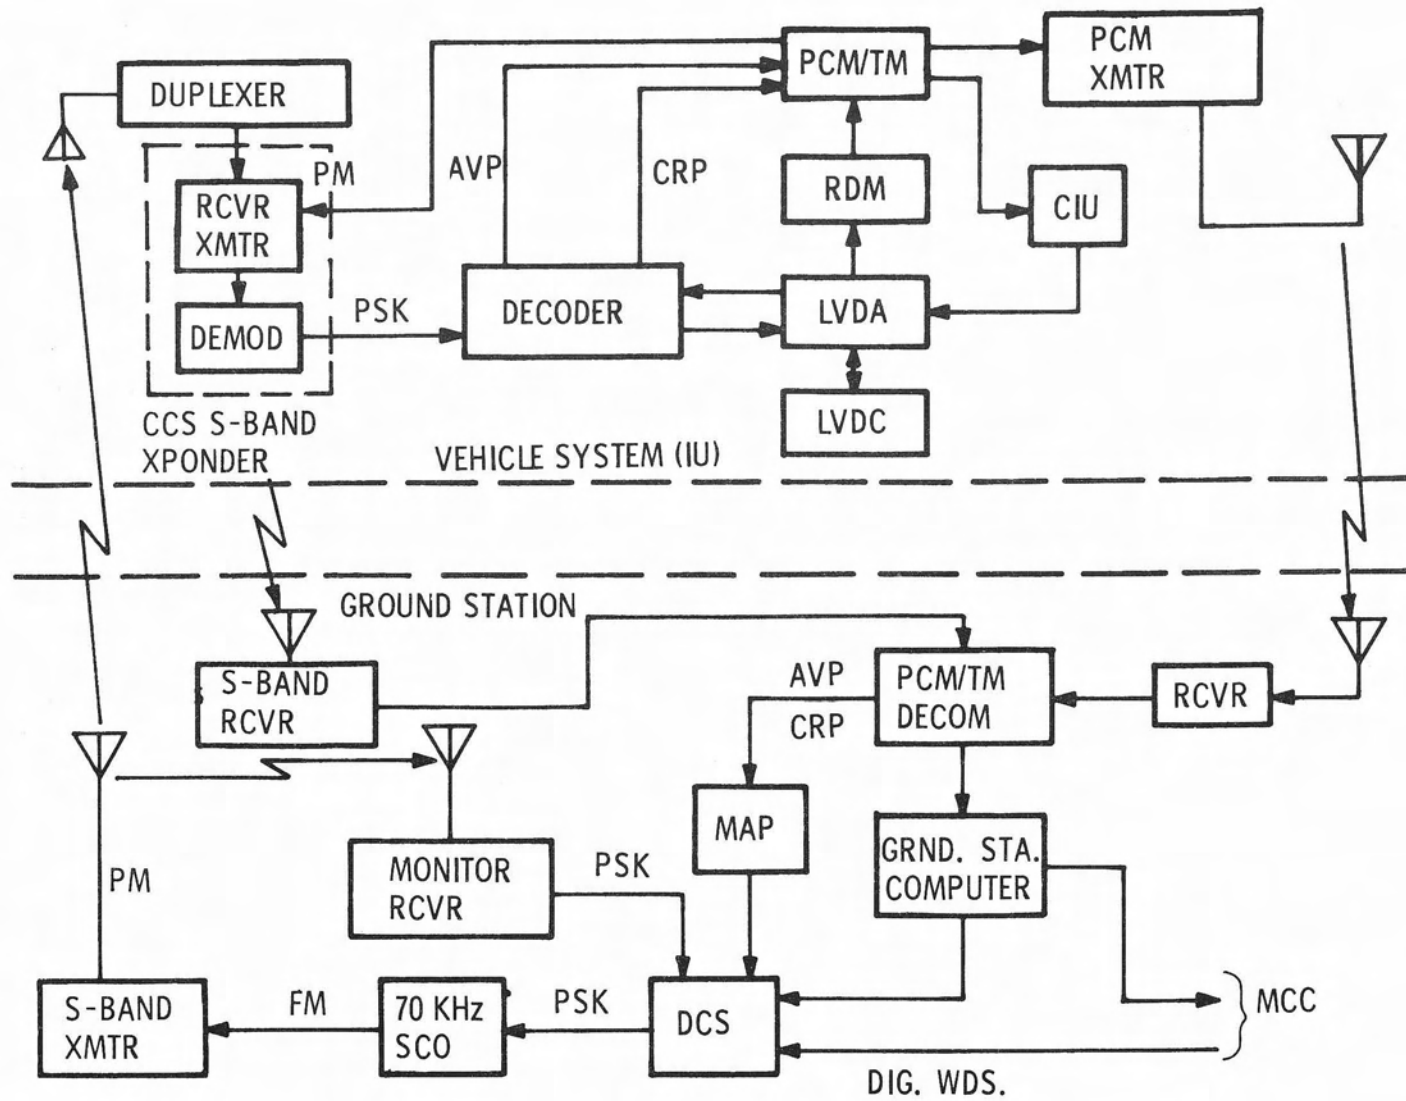 PCM/TM
PCM
XMTR
DUPLEXER
PM
AVP
CRP
RCVR
XMTR
RDM
CIU
DEMOD
PSK
DECODER
LVDA
LVDC
CCS S-BAND
XPONDER
VEHICLE SYSTEM (IU)
GROUND STATION
S-BAND
RCVR
AVP
CRP
PCM/TM
DECOM
RCVR
MAP
GRND. STA.
COMPUTER
MONITOR
RCVR
PSK
PM
S-BAND
XMTR
FM
70 KHz
SCO
PSK
DCS
MCC
DIG. WDS.